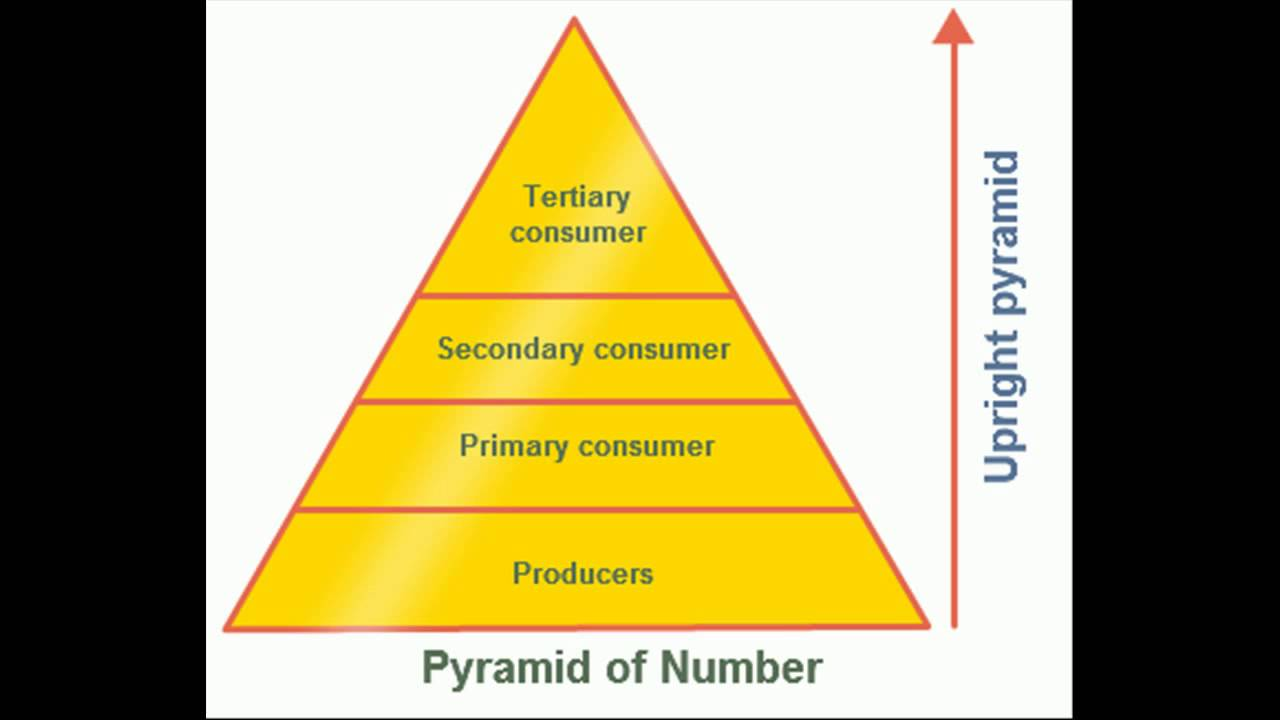 Tertiary
consumer
Secondary consumer
Primary consumer
Producers
Pyramid of Number
Upright pyramid